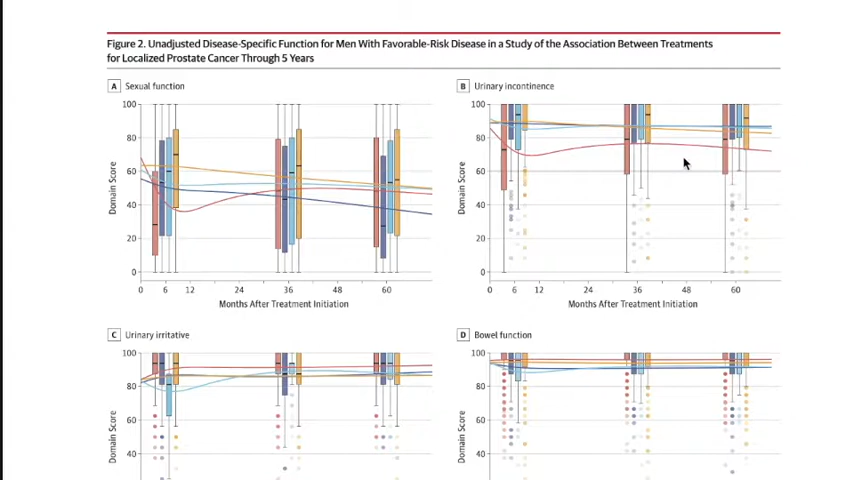 Figure 2. Unadjusted Disease-Specific Function for Men With Favorable-Risk Disease in a Study of the Association Between Treatments
for Localized Prostate Cancer Through 5 Years
A Sexual function
100
80
60
40
20
0
Domain Score
0 6 12 24 36 48 60
Months After Treatment Initiation
B Urinary incontinence
100
80
60
40
20
0
Domain Score
0 6 12 24 36 48 60
Months After Treatment Initiation
C Urinary irritative
100
80
60
40
Domain Score
D Bowel function
100
80
60
40
Domain Score